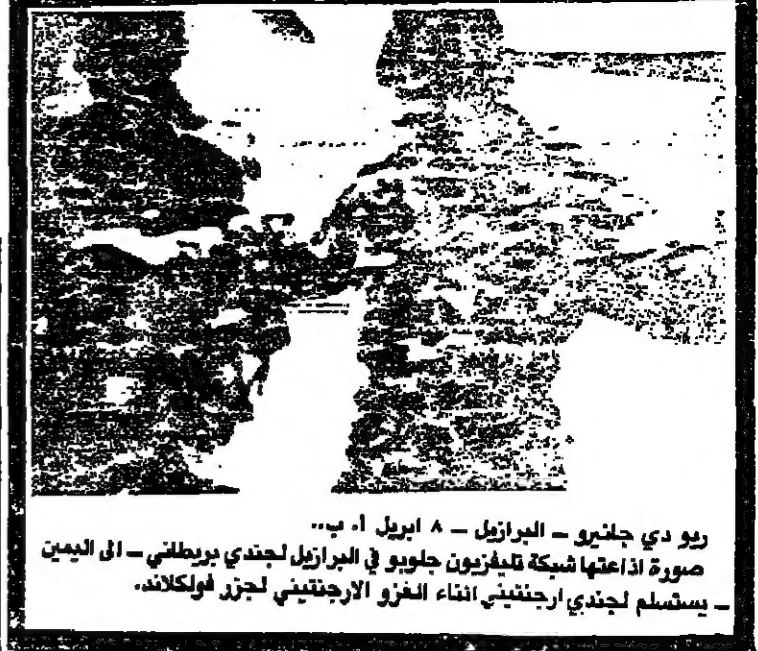 ريو دي جانيرو – البرازيل – ٨ ابريل أ. ب..
صورة اذاعتها شبكة تليفزيون جلوبو في البرازيل لجندي بريطاني – الى اليمين
– يستسلم لجندي ارجنتيني اثناء الغزو الارجنتيني لجزر فولكلاند.